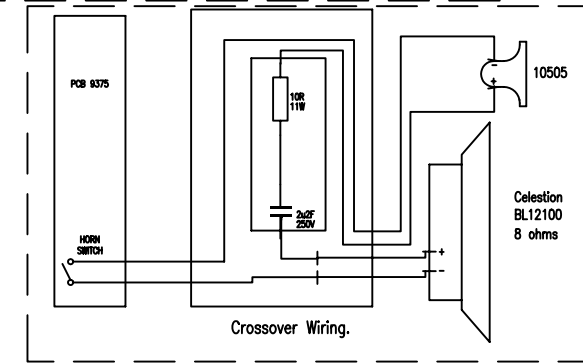 PCB 9375
10R
11W
2u2F
250V
HORN
SWITCH
-
+
10505
Celestion
BL12100
8 ohms
+
-
Crossover Wiring.